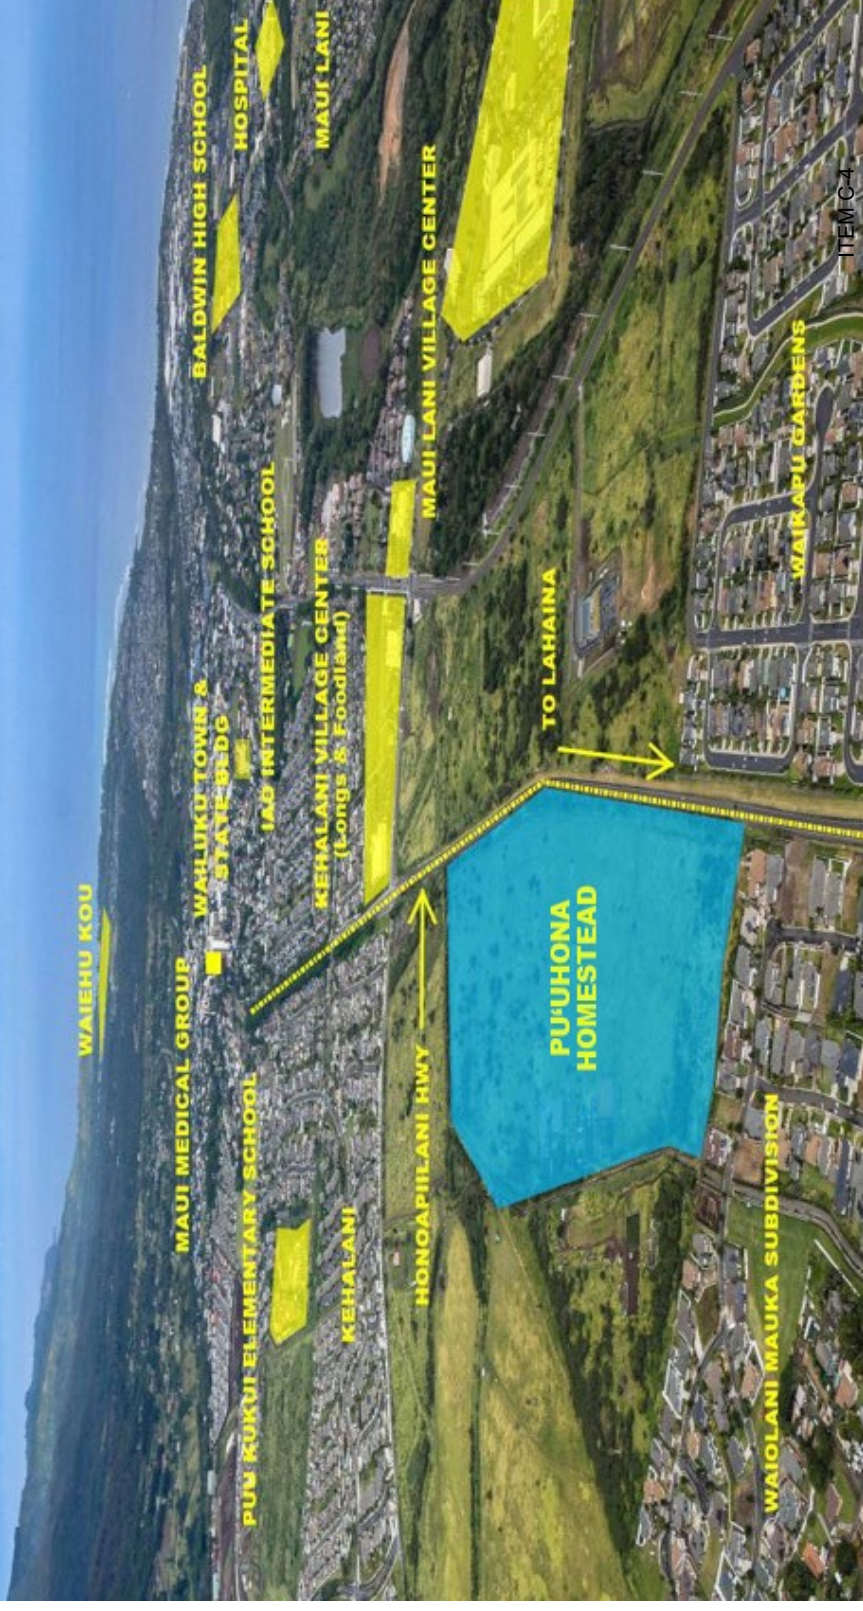 WAIEHU KOU
MAUI MEDICAL GROUP
WAILUKU TOWN &
STATE BLDG
BALDWIN HIGH SCHOOL
HOSPITAL
PUU KUKUI ELEMENTARY SCHOOL
IAO INTERMEDIATE SCHOOL
MAUI LANI
KEHALANI
KEHALANI VILLAGE CENTER
(Longs & Foodland)
HONOAPIILANI HWY
MAUI LANI VILLAGE CENTER
TO LAHAINA
PUʻUHONA
HOMESTEAD
WAIOLANI MAUKA SUBDIVISION
WAIKAPU GARDENS
ITEM C-4